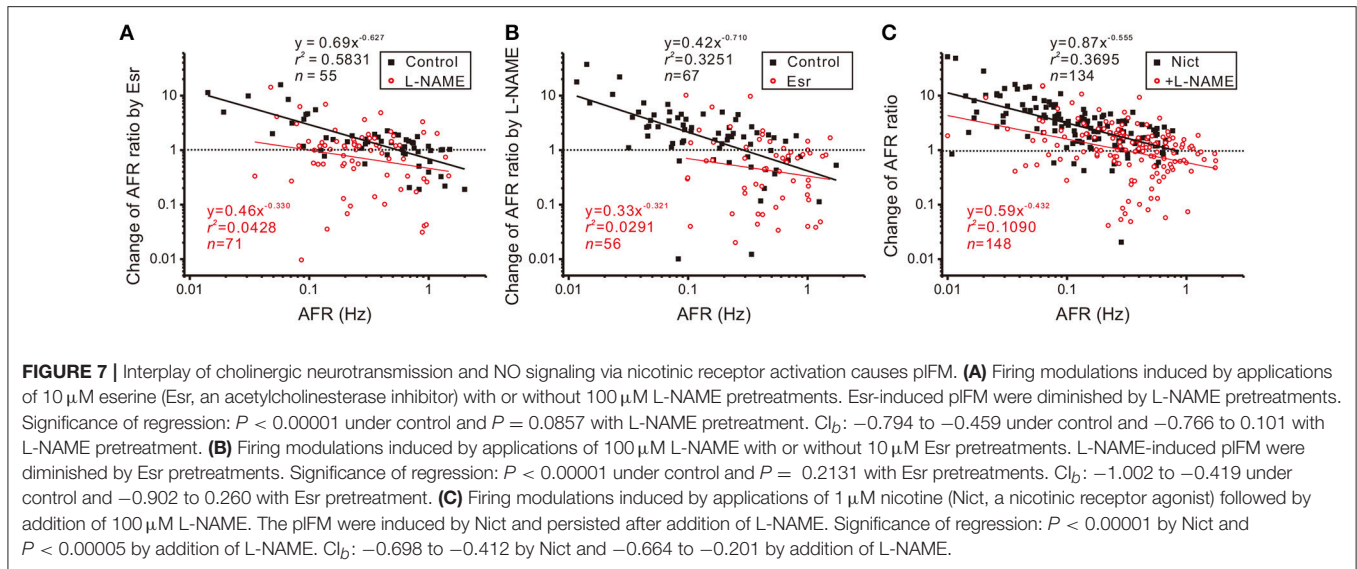 A
y = 0.69x-0.627
r2 = 0.5831
n = 55
Control
L-NAME
Change of AFR ratio by Esr
10
1
0.1
0.01
y=0.46x-0.330
r2=0.0428
n=71
0.01
0.1
1
AFR (Hz)
B
y=0.42x-0.710
r2=0.3251
n=67
Control
Esr
Change of AFR ratio by L-NAME
10
1
0.1
0.01
y=0.33x-0.321
r2=0.0291
n=56
0.01
0.1
1
AFR (Hz)
C
y=0.87x-0.555
r2=0.3695
n=134
Nict
+L-NAME
Change of AFR ratio
10
1
0.1
0.01
y=0.59x-0.432
r2=0.1090
n=148
0.01
0.1
1
AFR (Hz)
FIGURE 7 | Interplay of cholinergic neurotransmission and NO signaling via nicotinic receptor activation causes pIFM. (A) Firing modulations induced by applications
of 10 μM eserine (Esr, an acetylcholinesterase inhibitor) with or without 100 μM L-NAME pretreatments. Esr-induced pIFM were diminished by L-NAME pretreatments.
Significance of regression: P < 0.00001 under control and P = 0.0857 with L-NAME pretreatment. CIb: −0.794 to −0.459 under control and −0.766 to 0.101 with
L-NAME pretreatment. (B) Firing modulations induced by applications of 100 μM L-NAME with or without 10 μM Esr pretreatments. L-NAME-induced pIFM were
diminished by Esr pretreatments. Significance of regression: P < 0.00001 under control and P = 0.2131 with Esr pretreatments. CIb: −1.002 to −0.419 under
control and −0.902 to 0.260 with Esr pretreatment. (C) Firing modulations induced by applications of 1 μM nicotine (Nict, a nicotinic receptor agonist) followed by
addition of 100 μM L-NAME. The pIFM were induced by Nict and persisted after addition of L-NAME. Significance of regression: P < 0.00001 by Nict and
P < 0.00005 by addition of L-NAME. CIb: −0.698 to −0.412 by Nict and −0.664 to −0.201 by addition of L-NAME.